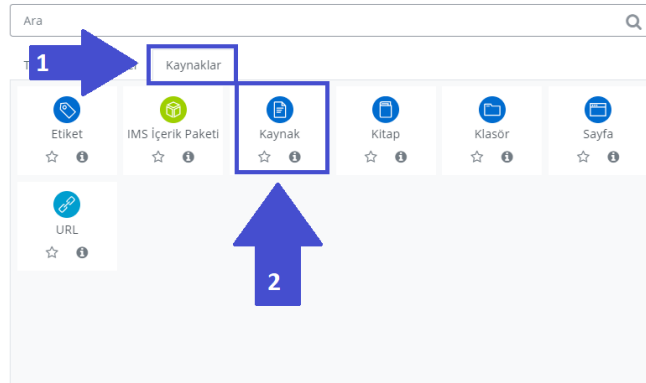 Ara
1
Kaynaklar
Etiket
IMS İçerik Paketi
Kaynak
Kitap
Klasör
Sayfa
URL
2